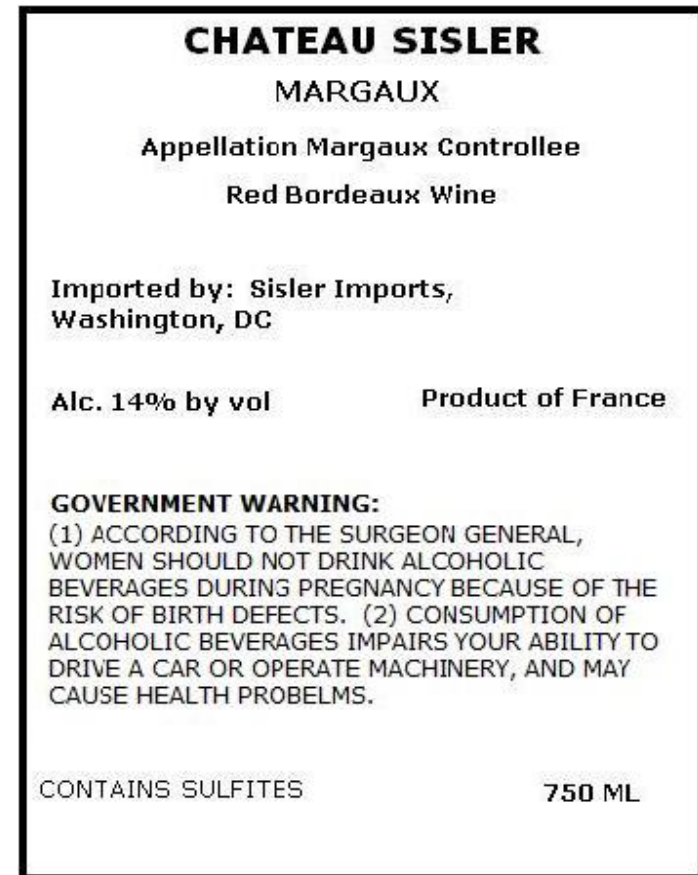 CHATEAU SISLER
MARGAUX
Appellation Margaux Controllee
Red Bordeaux Wine
Imported by: Sisler Imports,
Washington, DC
Alc. 14% by vol
Product of France
GOVERNMENT WARNING:
(1) ACCORDING TO THE SURGEON GENERAL,
WOMEN SHOULD NOT DRINK ALCOHOLIC
BEVERAGES DURING PREGNANCY BECAUSE OF THE
RISK OF BIRTH DEFECTS. (2) CONSUMPTION OF
ALCOHOLIC BEVERAGES IMPAIRS YOUR ABILITY TO
DRIVE A CAR OR OPERATE MACHINERY, AND MAY
CAUSE HEALTH PROBELMS.
CONTAINS SULFITES
750 ML